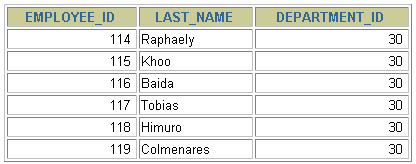 EMPLOYEE_ID LAST_NAME DEPARTMENT_ID
114 Raphaely 30
115 Khoo 30
116 Baida 30
117 Tobias 30
118 Himuro 30
119 Colmenares 30